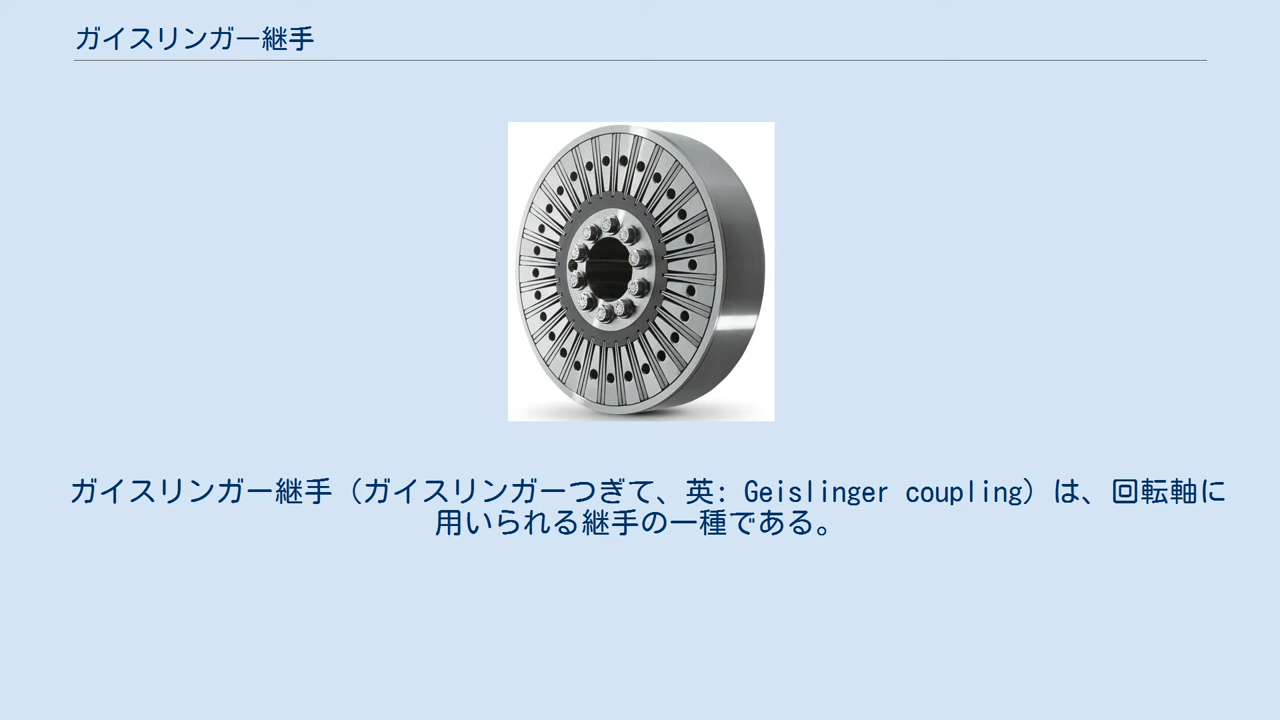 ガイスリンガー継手
ガイスリンガー継手（ガイスリンガーつぎて、英: Geislinger coupling）は、回転軸に
用いられる継手の一種である。